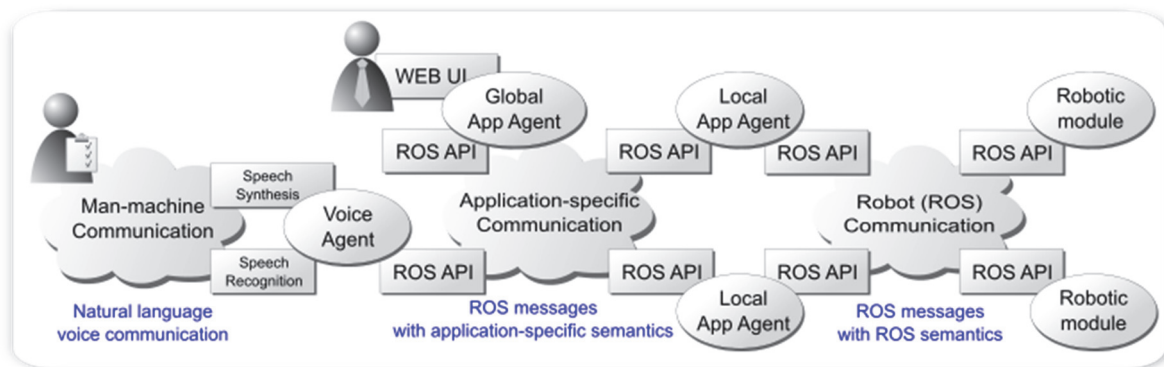 WEB UI
Global
App Agent
Local
App Agent
Robotic
module
ROS API
ROS API
ROS API
ROS API
Speech
Synthesis
Man-machine
Communication
Voice
Agent
Application-specific
Communication
Robot (ROS)
Communication
Speech
Recognition
ROS API
ROS API
ROS API
ROS API
Local
App Agent
Robotic
module
Natural language
voice communication
ROS messages
with application-specific semantics
ROS messages
with ROS semantics